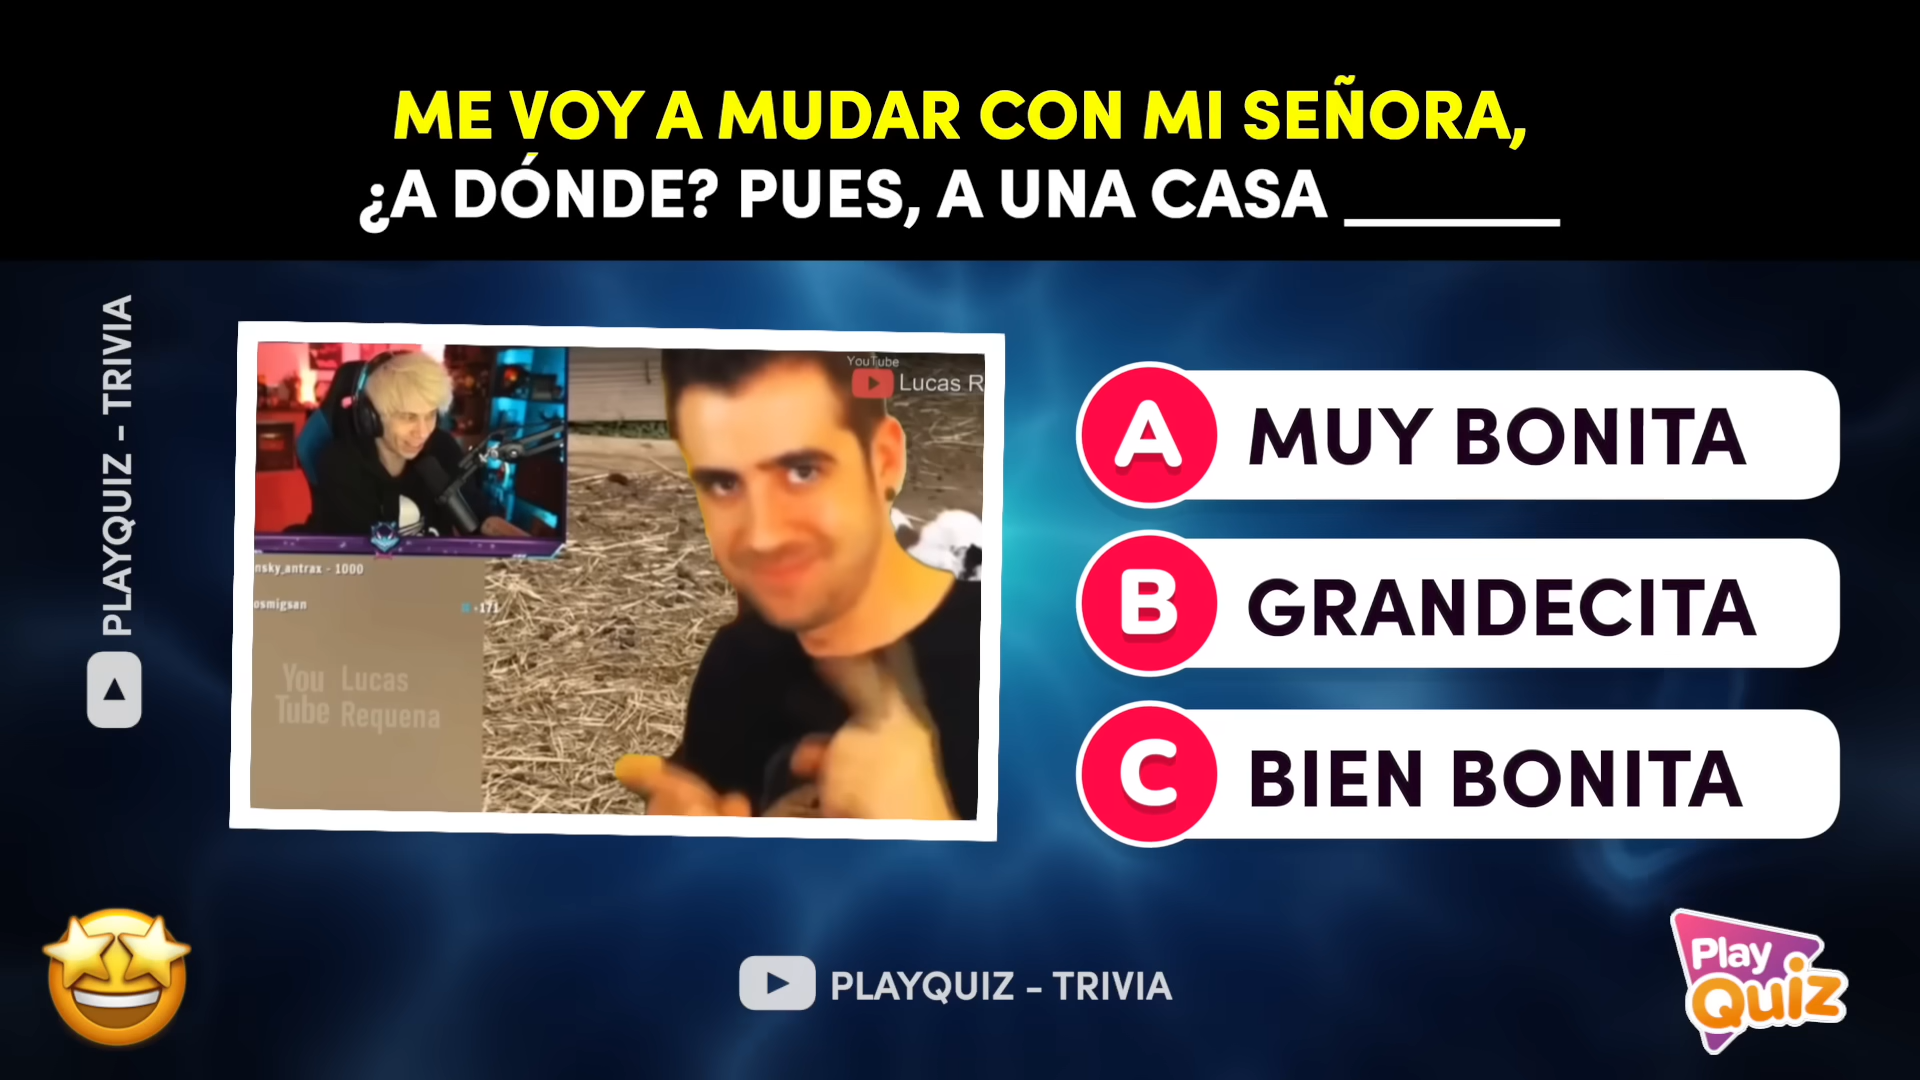 ME VOY A MUDAR CON MI SEÑORA,
¿A DÓNDE? PUES, A UNA CASA ______
PLAYQUIZ - TRIVIA
YouTube
Lucas R
nsky_antrax - 1000
osmigsan
+171
You Lucas
Tube Requena
A MUY BONITA
B GRANDECITA
C BIEN BONITA
PLAYQUIZ - TRIVIA
Play
Quiz